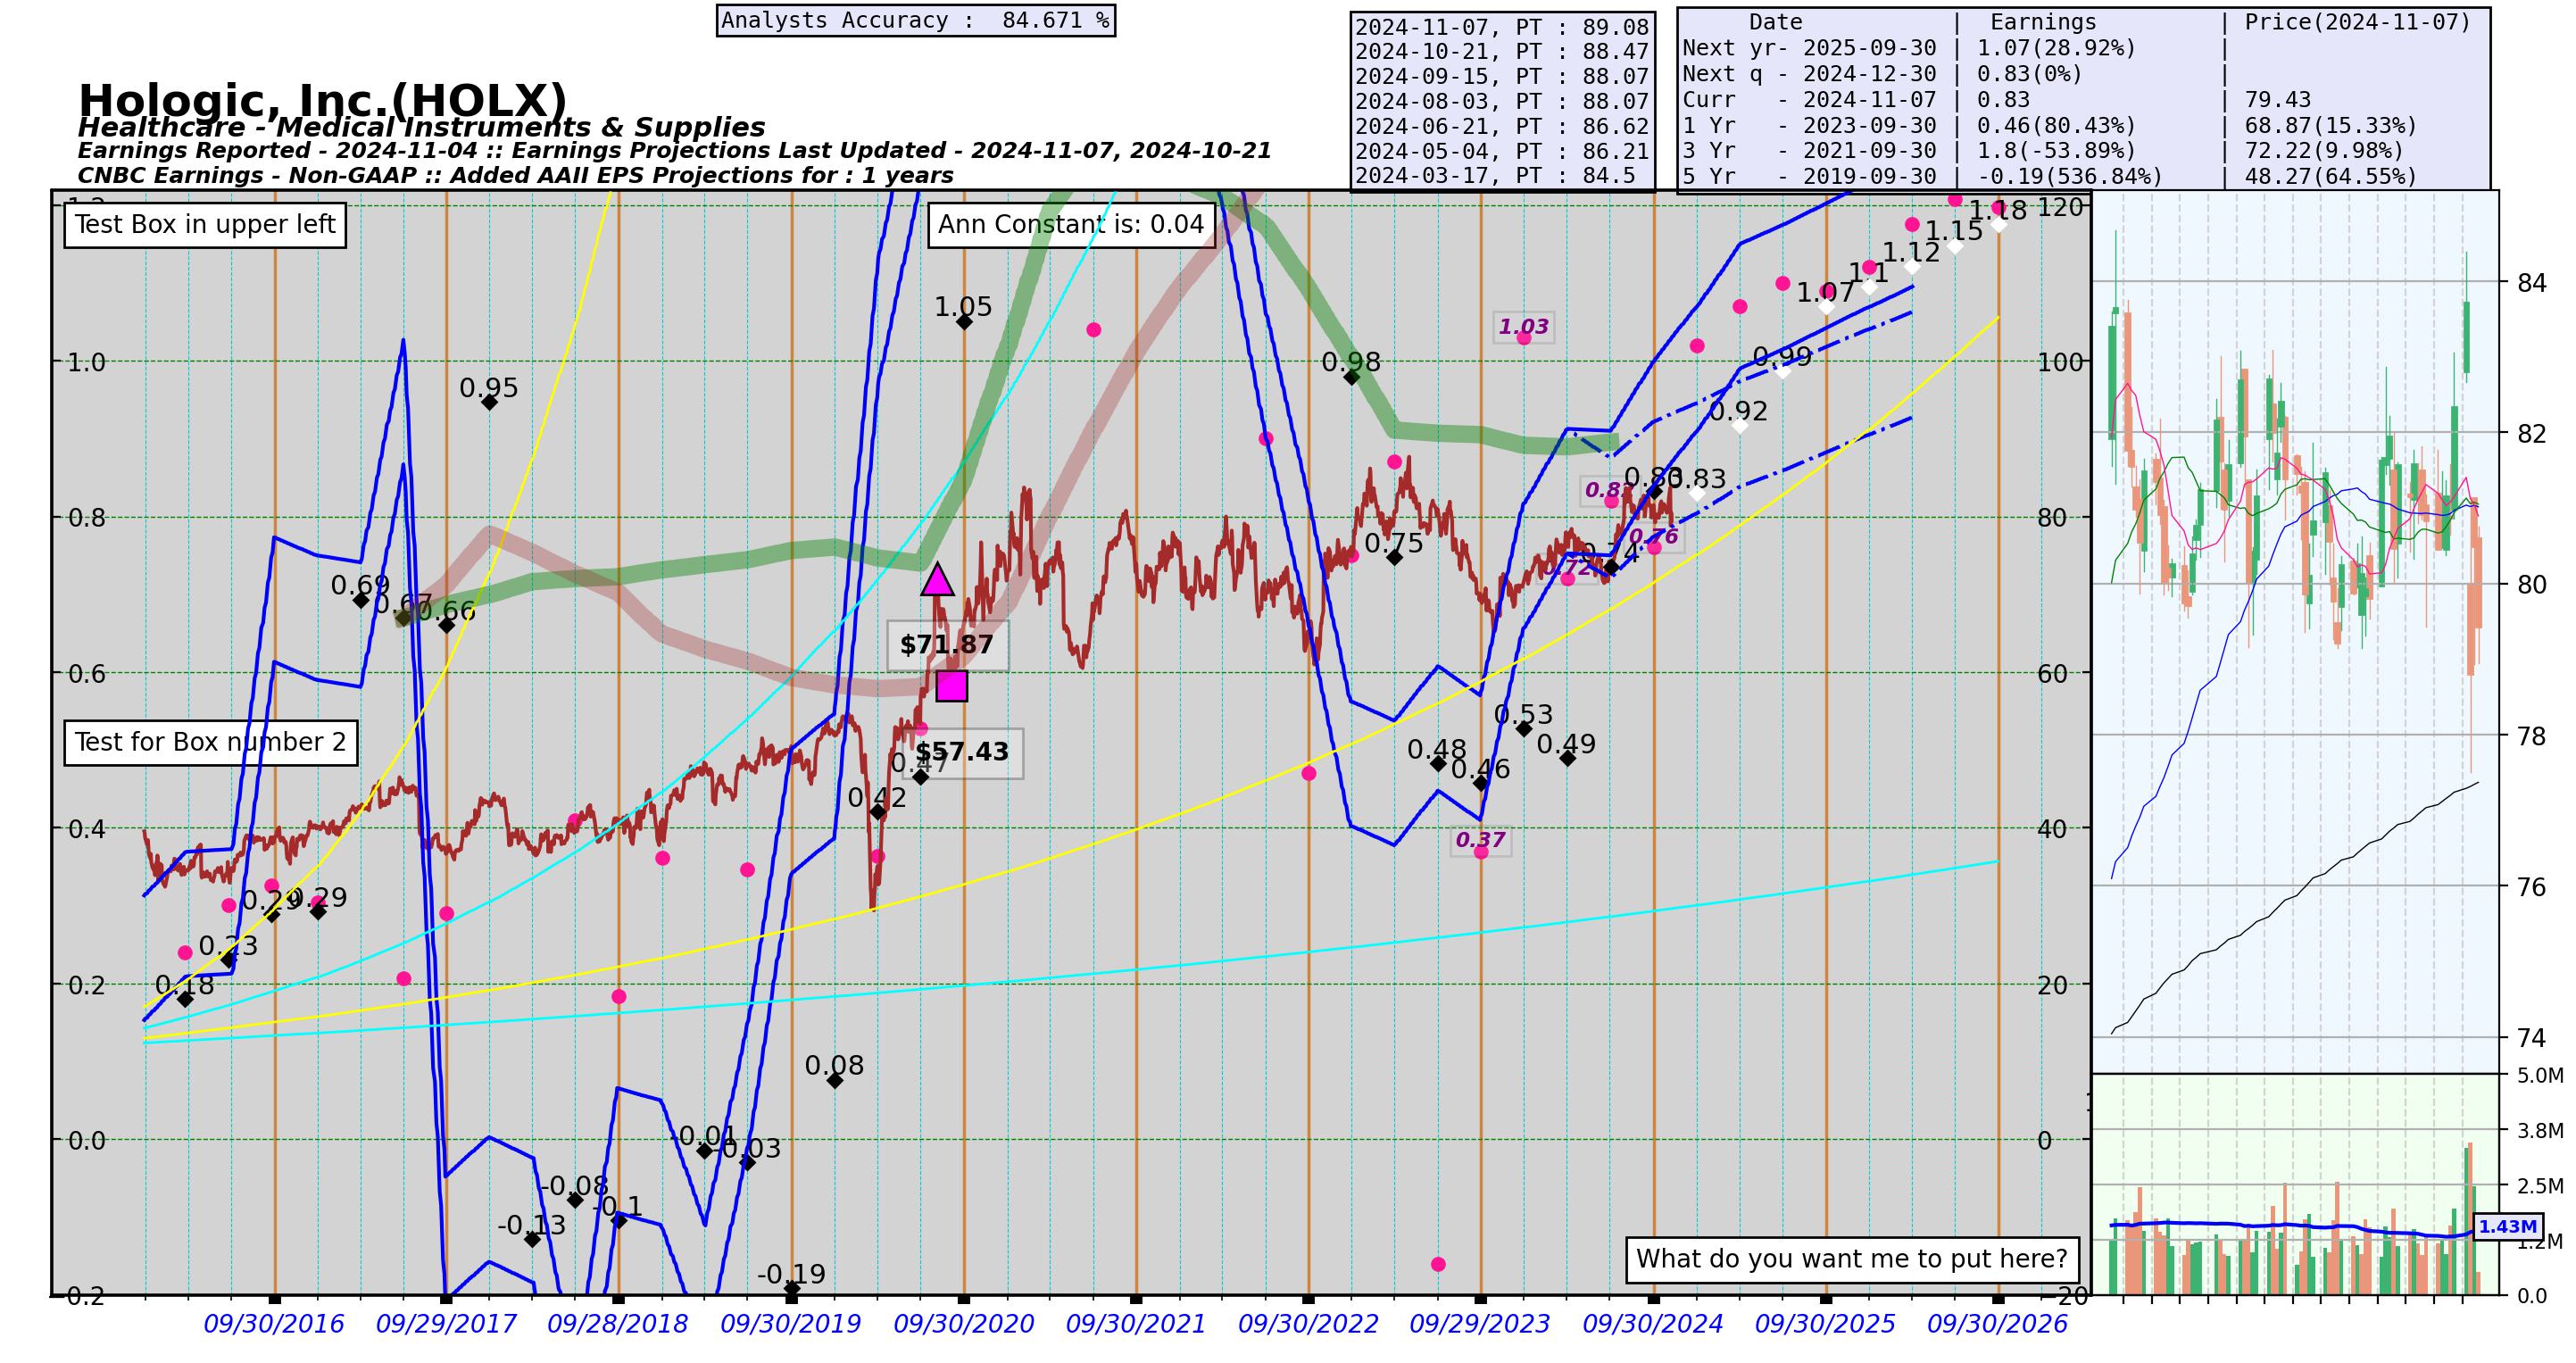 Analysts Accuracy :  84.671 %
2024-11-07, PT : 89.08
2024-10-21, PT : 88.47
2024-09-15, PT : 88.07
2024-08-03, PT : 88.07
2024-06-21, PT : 86.62
2024-05-04, PT : 86.21
2024-03-17, PT : 84.5
Date | Earnings | Price(2024-11-07)
Next yr- 2025-09-30 | 1.07(28.92%) |
Next q - 2024-12-30 | 0.83(0%) |
Curr - 2024-11-07 | 0.83 | 79.43
1 Yr - 2023-09-30 | 0.46(80.43%) | 68.87(15.33%)
3 Yr - 2021-09-30 | 1.8(-53.89%) | 72.22(9.98%)
5 Yr - 2019-09-30 | -0.19(536.84%) | 48.27(64.55%)
Hologic, Inc.(HOLX)
Healthcare - Medical Instruments & Supplies
Earnings Reported - 2024-11-04 :: Earnings Projections Last Updated - 2024-11-07, 2024-10-21
CNBC Earnings - Non-GAAP :: Added AAII EPS Projections for : 1 years
Test Box in upper left
Ann Constant is: 0.04
Test for Box number 2
What do you want me to put here?
1.0
0.8
0.6
0.4
0.2
0.0
-0.2
0.18
0.23
0.29
0.29
0.69
0.67
0.66
0.95
-0.13
-0.08
-0.1
-0.01
-0.03
-0.19
0.08
0.42
0.47
1.05
$71.87
$57.43
0.98
0.75
0.48
0.46
0.37
0.53
0.49
1.03
0.72
0.76
0.83
0.83
0.92
0.99
1.07
1.1
1.12
1.15
1.18
120
100
80
60
40
20
0
-20
84
82
80
78
76
74
5.0M
3.8M
2.5M
1.43M
1.2M
0.0
09/30/2016
09/29/2017
09/28/2018
09/30/2019
09/30/2020
09/30/2021
09/30/2022
09/29/2023
09/30/2024
09/30/2025
09/30/2026